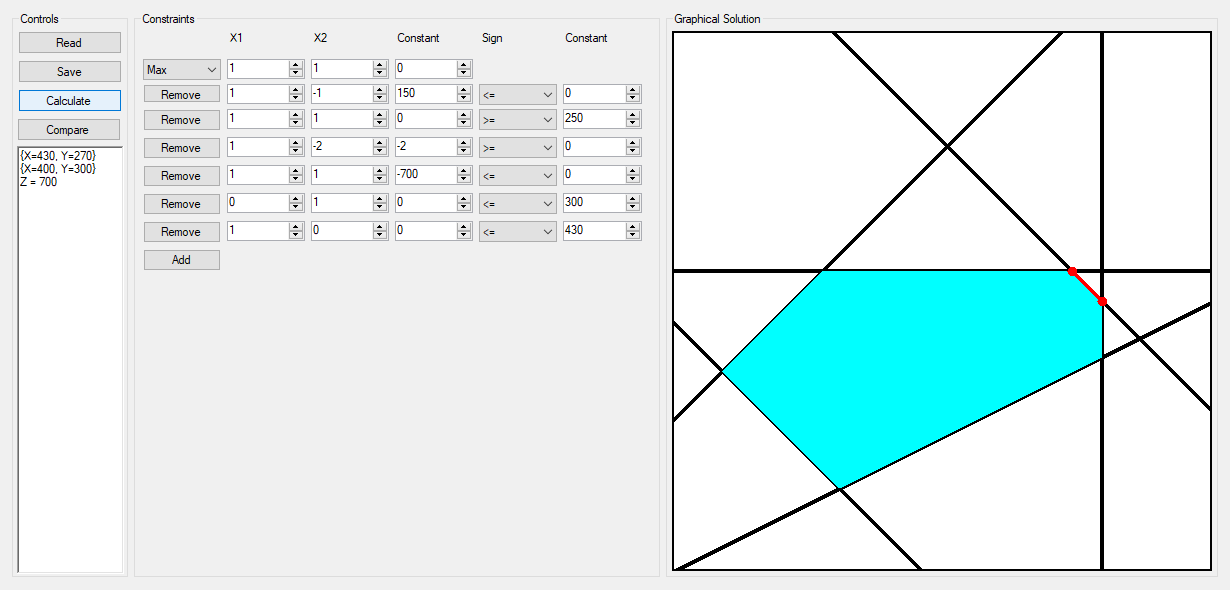 Controls
Constraints
Graphical Solution
Read
Save
Calculate
Compare
{X=430, Y=270}
{X=400, Y=300}
Z = 700
X1 X2 Constant Sign Constant
Max 1 1 0
Remove 1 -1 150 <= 0
Remove 1 1 0 >= 250
Remove 1 -2 -2 >= 0
Remove 1 1 -700 <= 0
Remove 0 1 0 <= 300
Remove 1 0 0 <= 430
Add